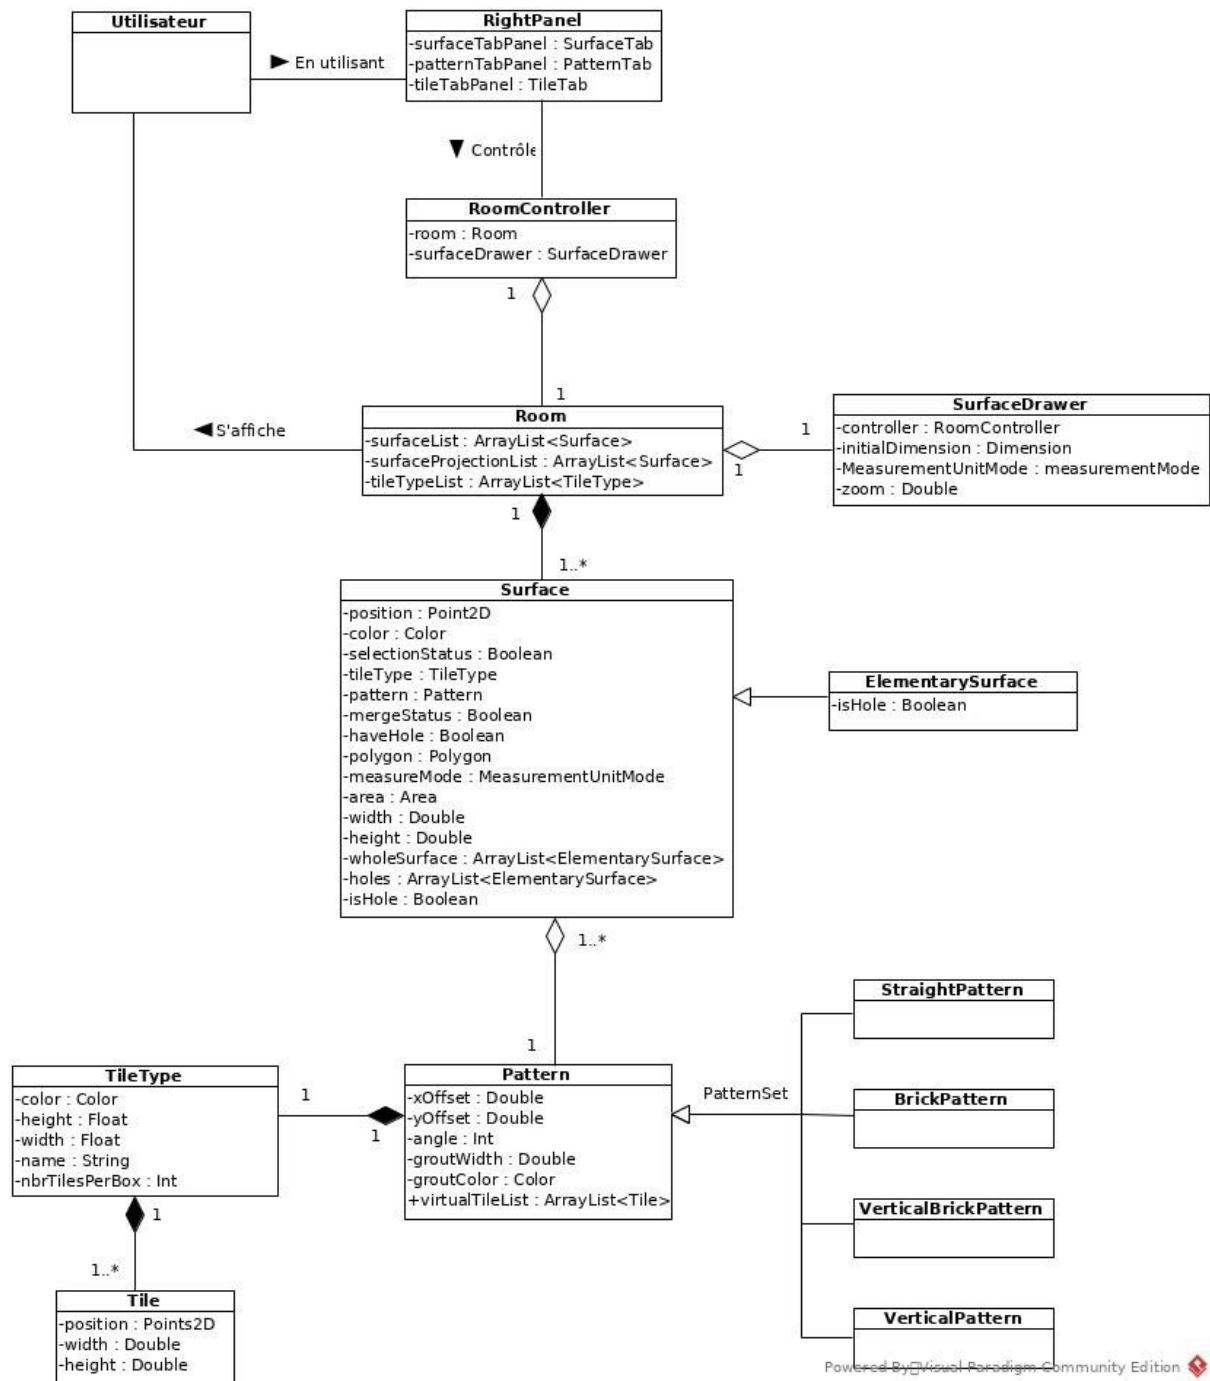 Utilisateur
RightPanel
-surfaceTabPanel : SurfaceTab
-patternTabPanel : PatternTab
-tileTabPanel : TileTab
En utilisant
Contrôle
RoomController
-room : Room
-surfaceDrawer : SurfaceDrawer
1
1
Room
-surfaceList : ArrayList<Surface>
-surfaceProjectionList : ArrayList<Surface>
-tileTypeList : ArrayList<TileType>
S'affiche
1
1
SurfaceDrawer
-controller : RoomController
-initialDimension : Dimension
-MeasurementUnitMode : measurementMode
-zoom : Double
1
1..*
Surface
-position : Point2D
-color : Color
-selectionStatus : Boolean
-tileType : TileType
-pattern : Pattern
-mergeStatus : Boolean
-haveHole : Boolean
-polygon : Polygon
-measureMode : MeasurementUnitMode
-area : Area
-width : Double
-height : Double
-wholeSurface : ArrayList<ElementarySurface>
-holes : ArrayList<ElementarySurface>
-isHole : Boolean
ElementarySurface
-isHole : Boolean
1..*
1
Pattern
-xOffset : Double
-yOffset : Double
-angle : Int
-groutWidth : Double
-groutColor : Color
+virtualTileList : ArrayList<Tile>
1
1
TileType
-color : Color
-height : Float
-width : Float
-name : String
-nbrTilesPerBox : Int
1
1..*
Tile
-position : Points2D
-width : Double
-height : Double
PatternSet
StraightPattern
BrickPattern
VerticalBrickPattern
VerticalPattern
Powered By Visual Paradigm Community Edition